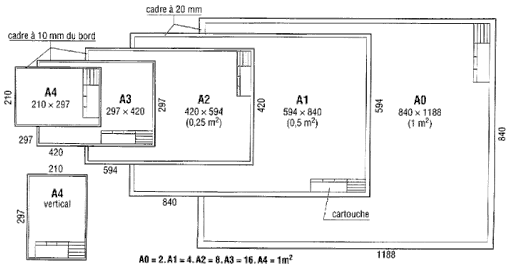 cadre à 20 mm
cadre à 10 mm du bord
A4
210 × 297
A3
297 × 420
A2
420 × 594
(0,25 m²)
A1
594 × 840
(0,5 m²)
A0
840 × 1188
(1 m²)
210
297
420
297
594
420
840
594
1188
840
210
297
A4
vertical
cartouche
A0 = 2. A1 = 4. A2 = 8. A3 = 16. A4 = 1m²